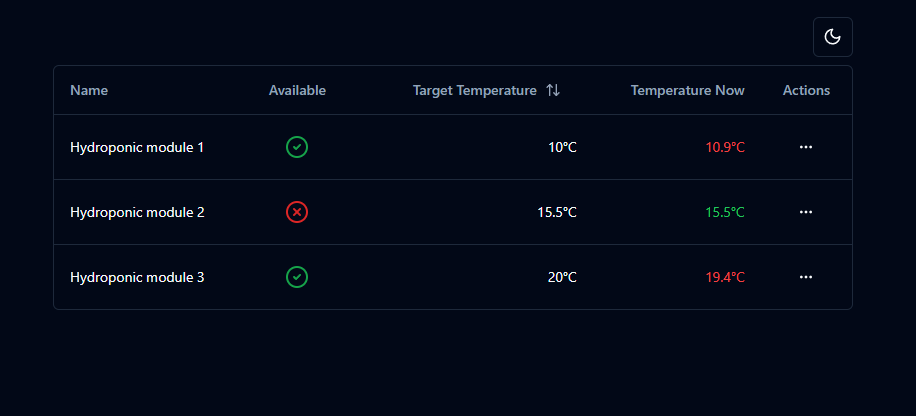 Name Available Target Temperature Temperature Now Actions
Hydroponic module 1 10°C 10.9°C
Hydroponic module 2 15.5°C 15.5°C
Hydroponic module 3 20°C 19.4°C